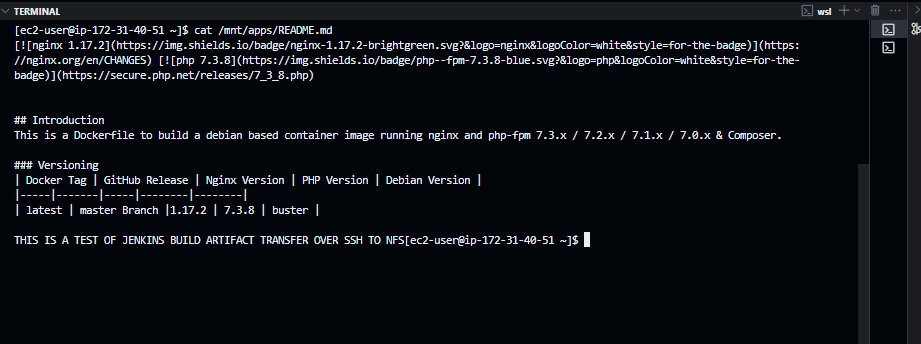 TERMINAL
wsl
[ec2-user@ip-172-31-40-51 ~]$ cat /mnt/apps/README.md
[![nginx 1.17.2](https://img.shields.io/badge/nginx-1.17.2-brightgreen.svg?&logo=nginx&logoColor=white&style=for-the-badge)](https:
//nginx.org/en/CHANGES) [![php 7.3.8](https://img.shields.io/badge/php--fpm-7.3.8-blue.svg?&logo=php&logoColor=white&style=for-the-
badge)](https://secure.php.net/releases/7_3_8.php)
## Introduction
This is a Dockerfile to build a debian based container image running nginx and php-fpm 7.3.x / 7.2.x / 7.1.x / 7.0.x & Composer.
### Versioning
| Docker Tag | GitHub Release | Nginx Version | PHP Version | Debian Version |
|-----|-------|-----|--------|--------|
| latest | master Branch |1.17.2 | 7.3.8 | buster |
THIS IS A TEST OF JENKINS BUILD ARTIFACT TRANSFER OVER SSH TO NFS[ec2-user@ip-172-31-40-51 ~]$